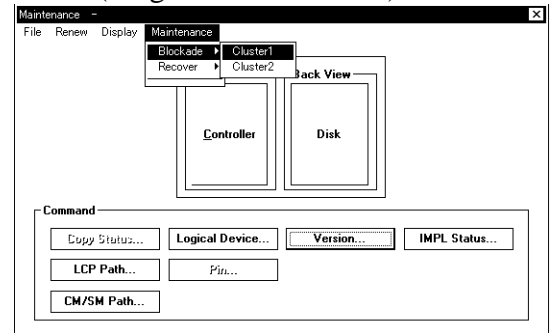 Maintenance -
File Renew Display Maintenance
Blockade Cluster1
Recover Cluster2
Back View
Controller Disk
Command
Copy Status... Logical Device... Version... IMPL Status...
LCP Path... Pin...
CM/SM Path...